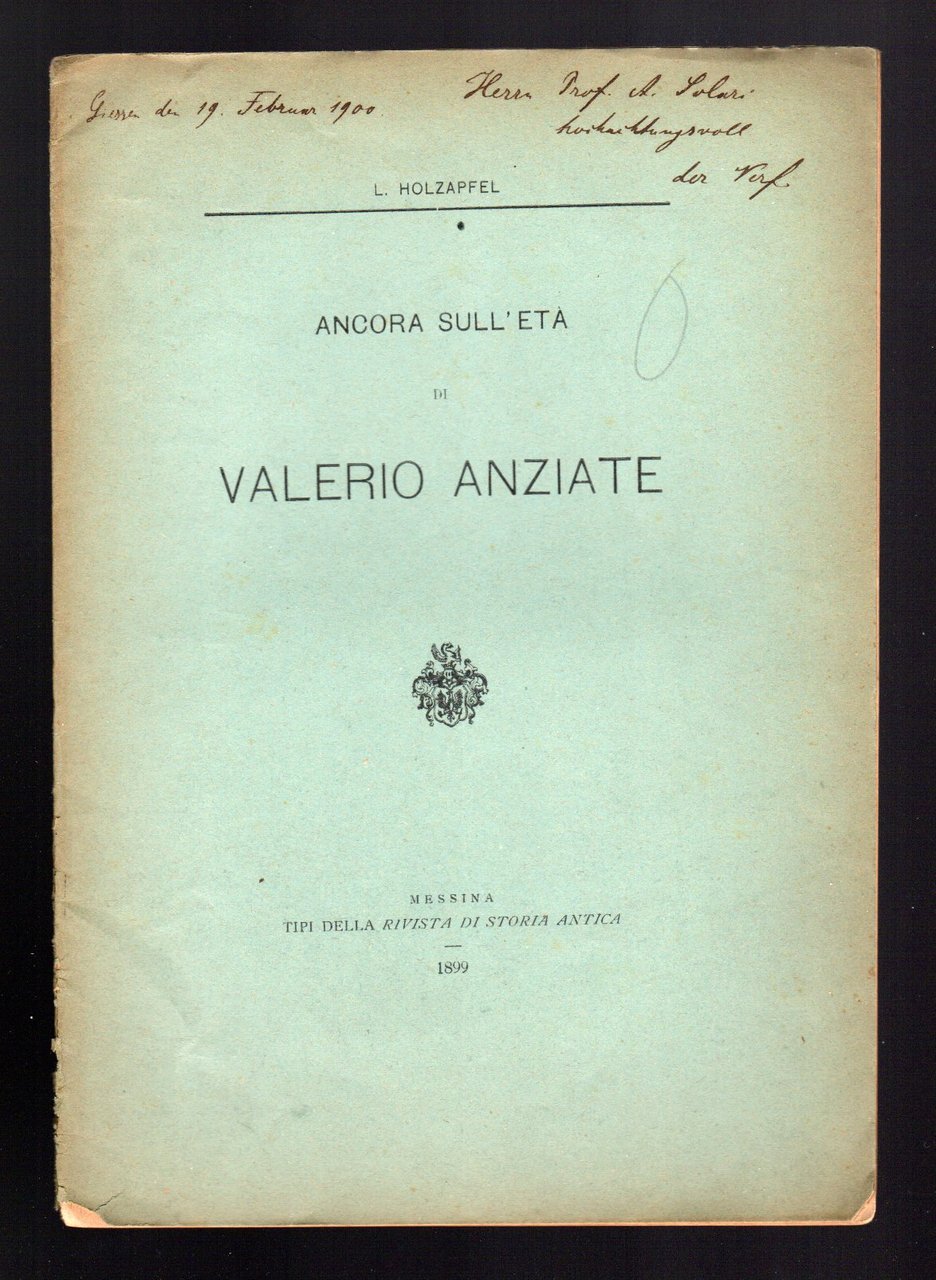 Giessen den 19. Februar 1900.
Herrn Prof. A. Solari
hochachtungsvoll
der Verf.
L. HOLZAPFEL
ANCORA SULL'ETÀ
DI
VALERIO ANZIATE
MESSINA
TIPI DELLA RIVISTA DI STORIA ANTICA
1899